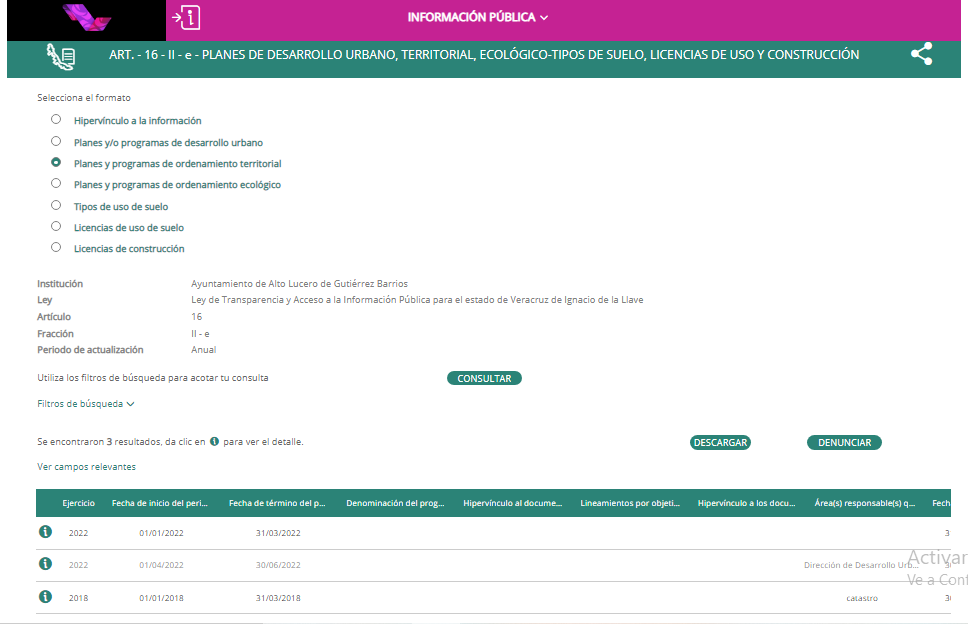 INFORMACIÓN PÚBLICA
ART. - 16 - II - e - PLANES DE DESARROLLO URBANO, TERRITORIAL, ECOLÓGICO-TIPOS DE SUELO, LICENCIAS DE USO Y CONSTRUCCIÓN
Selecciona el formato
Hipervínculo a la información
Planes y/o programas de desarrollo urbano
Planes y programas de ordenamiento territorial
Planes y programas de ordenamiento ecológico
Tipos de uso de suelo
Licencias de uso de suelo
Licencias de construcción
Institución Ayuntamiento de Alto Lucero de Gutiérrez Barrios
Ley Ley de Transparencia y Acceso a la Información Pública para el estado de Veracruz de Ignacio de la Llave
Artículo 16
Fracción II - e
Periodo de actualización Anual
Utiliza los filtros de búsqueda para acotar tu consulta CONSULTAR
Filtros de búsqueda
Se encontraron 3 resultados, da clic en i para ver el detalle. DESCARGAR DENUNCIAR
Ver campos relevantes
Ejercicio Fecha de inicio del peri... Fecha de término del p... Denominación del prog... Hipervínculo al docume... Lineamientos por objeti... Hipervínculo a los docu... Área(s) responsable(s) q... Fech
2022 01/01/2022 31/03/2022 3
2022 01/04/2022 30/06/2022 Dirección de Desarrollo Urb... 30
2018 01/01/2018 31/03/2018 catastro 30
Activar
Ve a Conf